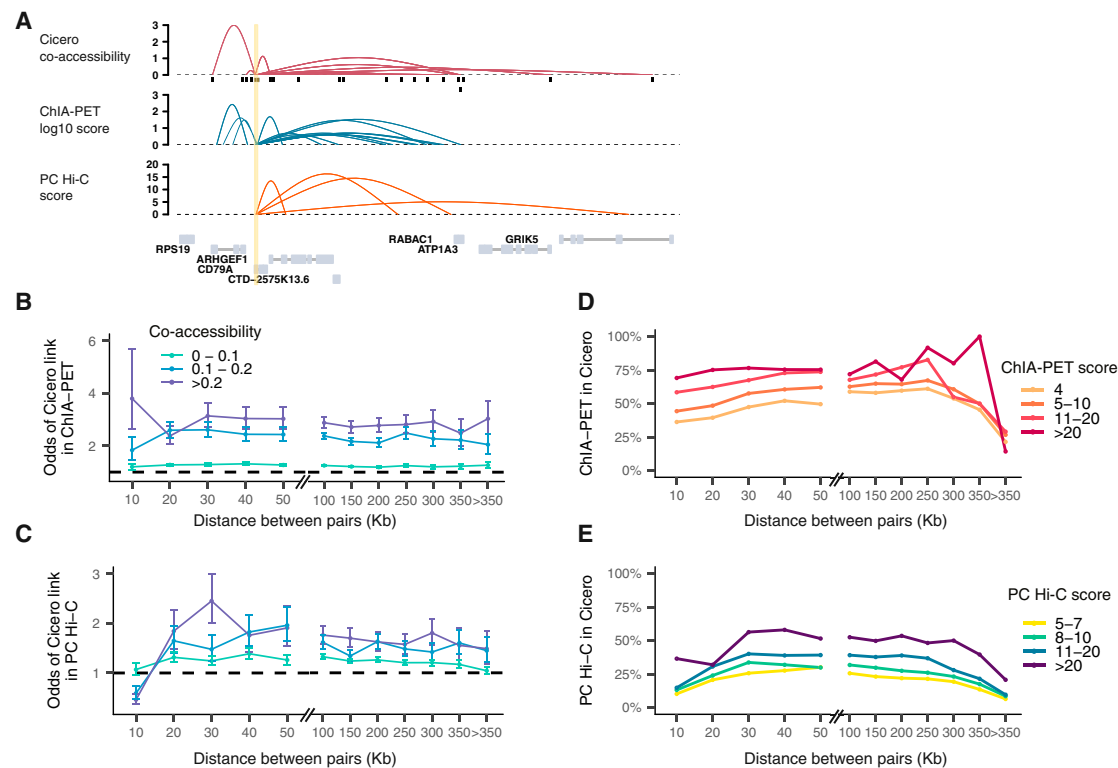 A
Cicero
co-accessibility
3
2
1
0
ChIA-PET
log10 score
3
2
1
0
PC Hi-C
score
20
15
10
5
0
RPS19
ARHGEF1
CD79A
CTD-2575K13.6
RABAC1
ATP1A3
GRIK5
B
Co-accessibility
0 – 0.1
0.1 – 0.2
>0.2
Odds of Cicero link
in ChIA–PET
6
4
2
10 20 30 40 50 100 150 200 250 300 350 >350
Distance between pairs (Kb)
C
Odds of Cicero link
in PC Hi–C
3
2
1
10 20 30 40 50 100 150 200 250 300 350 >350
Distance between pairs (Kb)
D
ChIA–PET in Cicero
100%
75%
50%
25%
0%
10 20 30 40 50 100 150 200 250 300 350 >350
Distance between pairs (Kb)
ChIA-PET score
4
5–10
11–20
>20
E
PC Hi–C in Cicero
100%
75%
50%
25%
0%
10 20 30 40 50 100 150 200 250 300 350 >350
Distance between pairs (Kb)
PC Hi-C score
5–7
8–10
11–20
>20